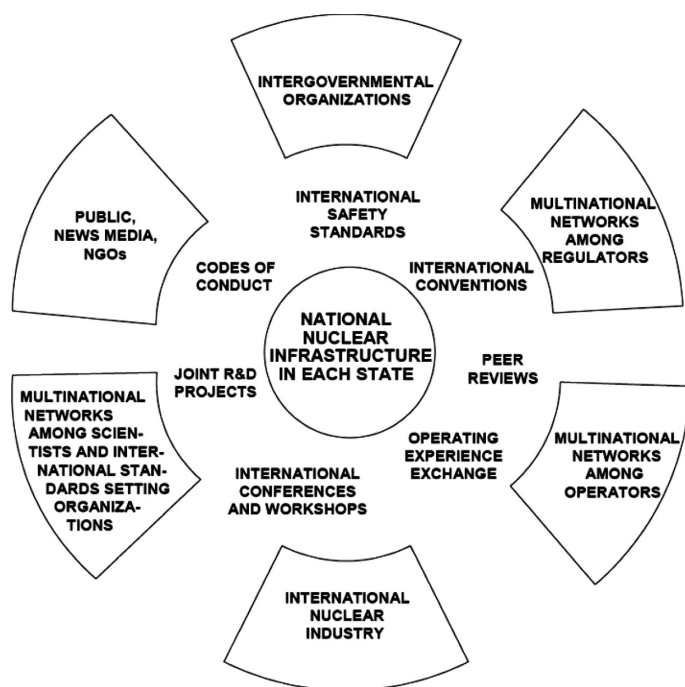 INTERGOVERNMENTAL
ORGANIZATIONS
MULTINATIONAL
NETWORKS
AMONG
REGULATORS
MULTINATIONAL
NETWORKS
AMONG
OPERATORS
INTERNATIONAL
NUCLEAR
INDUSTRY
MULTINATIONAL
NETWORKS
AMONG SCIEN-
TISTS AND INTER-
NATIONAL STAN-
DARDS SETTING
ORGANIZA-
TIONS
PUBLIC,
NEWS MEDIA,
NGOs
INTERNATIONAL
SAFETY
STANDARDS
INTERNATIONAL
CONVENTIONS
PEER
REVIEWS
OPERATING
EXPERIENCE
EXCHANGE
INTERNATIONAL
CONFERENCES
AND WORKSHOPS
JOINT R&D
PROJECTS
CODES OF
CONDUCT
NATIONAL
NUCLEAR
INFRASTRUCTURE
IN EACH STATE